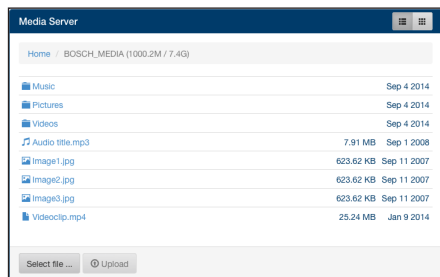 Media Server
Home / BOSCH_MEDIA (1000.2M / 7.4G)
Music Sep 4 2014
Pictures Sep 4 2014
Videos Sep 4 2014
Audio title.mp3 7.91 MB Sep 1 2008
Image1.jpg 623.62 KB Sep 11 2007
Image2.jpg 623.62 KB Sep 11 2007
Image3.jpg 623.62 KB Sep 11 2007
Videoclip.mp4 25.24 MB Jan 9 2014
Select file ... Upload